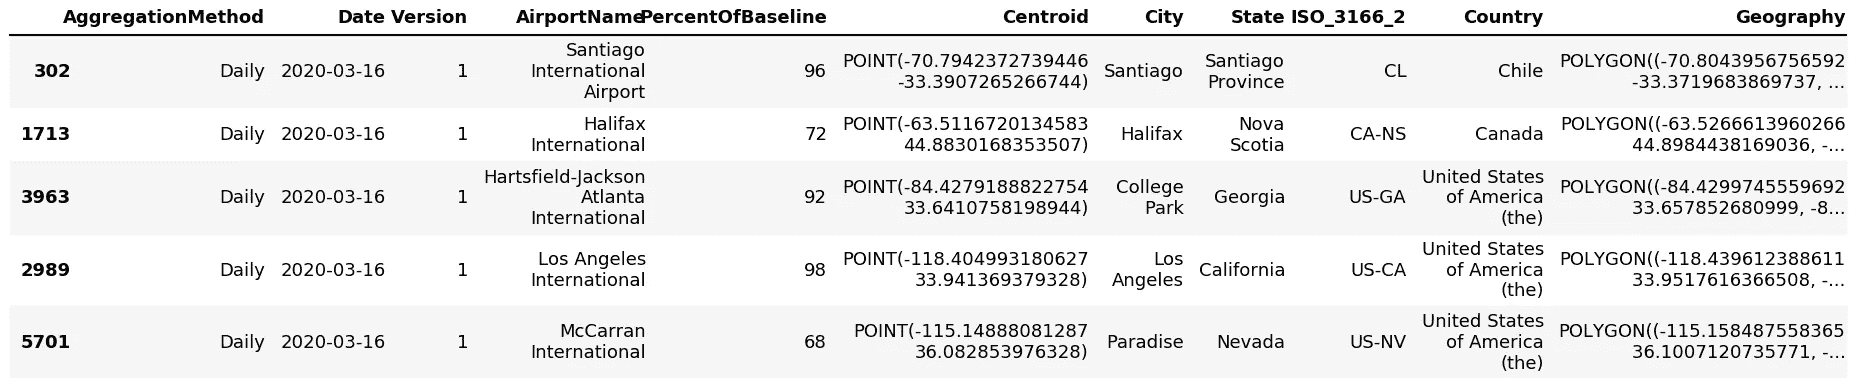 AggregationMethod Date Version AirportName PercentOfBaseline Centroid City State ISO_3166_2 Country Geography
302 Daily 2020-03-16 1 Santiago International Airport 96 POINT(-70.7942372739446 -33.3907265266744) Santiago Santiago Province CL Chile POLYGON((-70.8043956756592 -33.3719683869737, ...
1713 Daily 2020-03-16 1 Halifax International 72 POINT(-63.5116720134583 44.8830168353507) Halifax Nova Scotia CA-NS Canada POLYGON((-63.5266613960266 44.8984438169036, -...
3963 Daily 2020-03-16 1 Hartsfield-Jackson Atlanta International 92 POINT(-84.4279188822754 33.6410758198944) College Park Georgia US-GA United States of America (the) POLYGON((-84.4299745559692 33.657852680999, -8...
2989 Daily 2020-03-16 1 Los Angeles International 98 POINT(-118.404993180627 33.941369379328) Los Angeles California US-CA United States of America (the) POLYGON((-118.439612388611 33.9517616366508, -...
5701 Daily 2020-03-16 1 McCarran International 68 POINT(-115.14888081287 36.082853976328) Paradise Nevada US-NV United States of America (the) POLYGON((-115.158487558365 36.1007120735771, -...